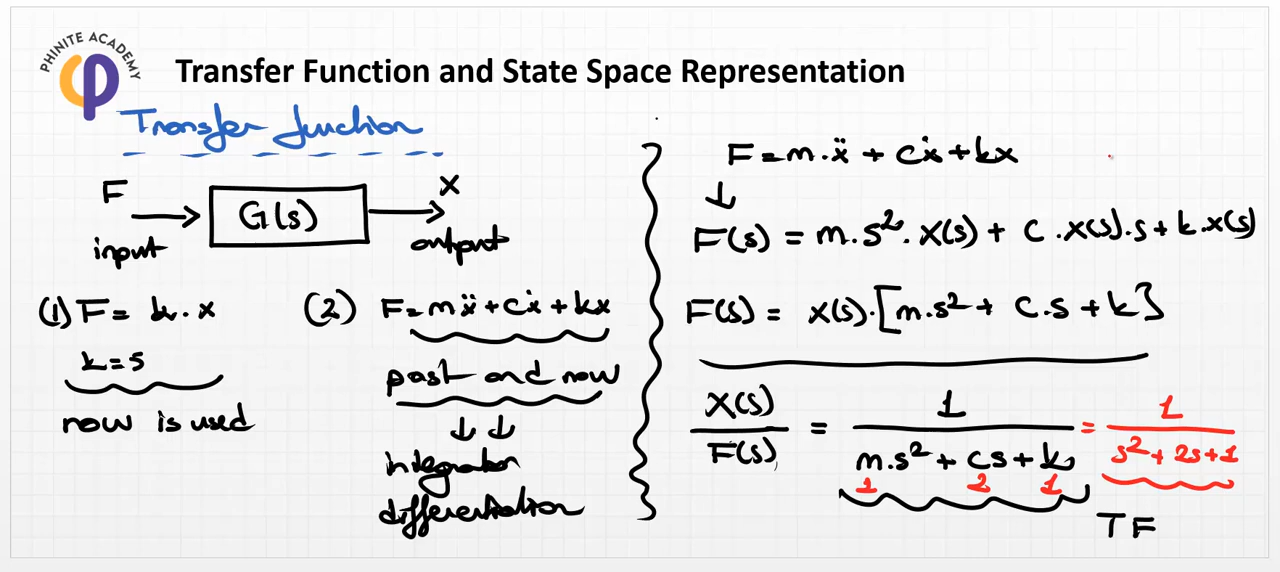 PHINITE ACADEMY
Transfer Function and State Space Representation
Transfer function
F
G(s)
X
input
output
(1) F = k . x
k = 5
now is used
(2) F = mẍ + cẋ + kx
past and now
↓ ↓
integrator
differentiation
F = m.ẍ + cẋ + kx
↓
F(s) = m.s². X(s) + c .X(s).s + k.X(s)
F(s) = X(s).[m.s² + c.s + k]
X(s)/F(s) = 1/(m.s² + cs + k) = 1/(s² + 2s + 1)
1 2 1
TF